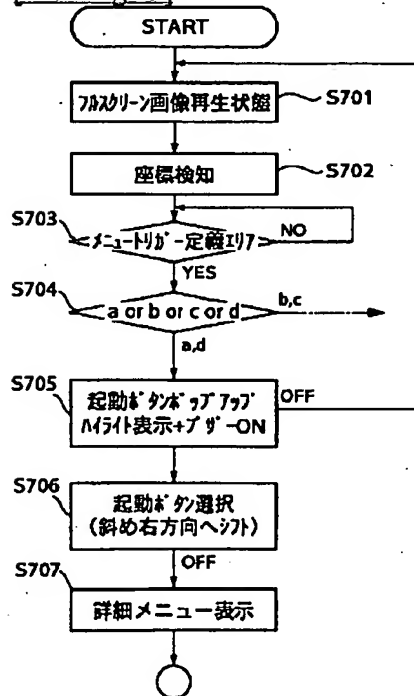 START
フルスクリーン画像再生状態
S701
座標検知
S702
S703
メニュートリガー定義エリア
NO
YES
S704
a or b or c or d
b,c
a,d
S705
起動ボタンポップアップ
ハイライト表示+ブザーON
OFF
S706
起動ボタン選択
(斜め右方向へシフト)
OFF
S707
詳細メニュー表示